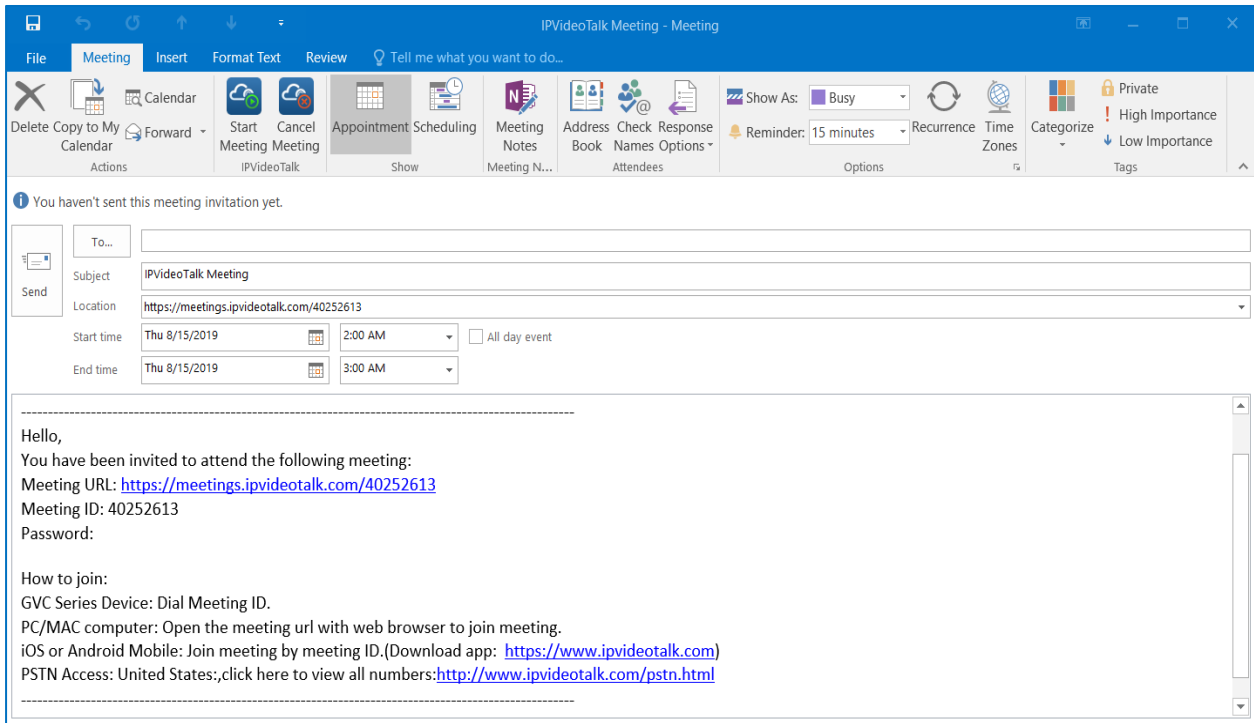 IPVideoTalk Meeting - Meeting
File Meeting Insert Format Text Review Tell me what you want to do...
Delete
Copy to My Calendar
Calendar
Forward
Actions
Start Meeting
Cancel Meeting
IPVideoTalk
Appointment
Scheduling
Show
Meeting Notes
Meeting N...
Address Book
Check Names
Response Options
Attendees
Show As: Busy
Reminder: 15 minutes
Recurrence
Time Zones
Options
Categorize
Private
High Importance
Low Importance
Tags
You haven't sent this meeting invitation yet.
Send
To...
Subject IPVideoTalk Meeting
Location https://meetings.ipvideotalk.com/40252613
Start time Thu 8/15/2019 2:00 AM All day event
End time Thu 8/15/2019 3:00 AM
Hello,
You have been invited to attend the following meeting:
Meeting URL: https://meetings.ipvideotalk.com/40252613
Meeting ID: 40252613
Password:
How to join:
GVC Series Device: Dial Meeting ID.
PC/MAC computer: Open the meeting url with web browser to join meeting.
iOS or Android Mobile: Join meeting by meeting ID.(Download app: https://www.ipvideotalk.com)
PSTN Access: United States:,click here to view all numbers:http://www.ipvideotalk.com/pstn.html